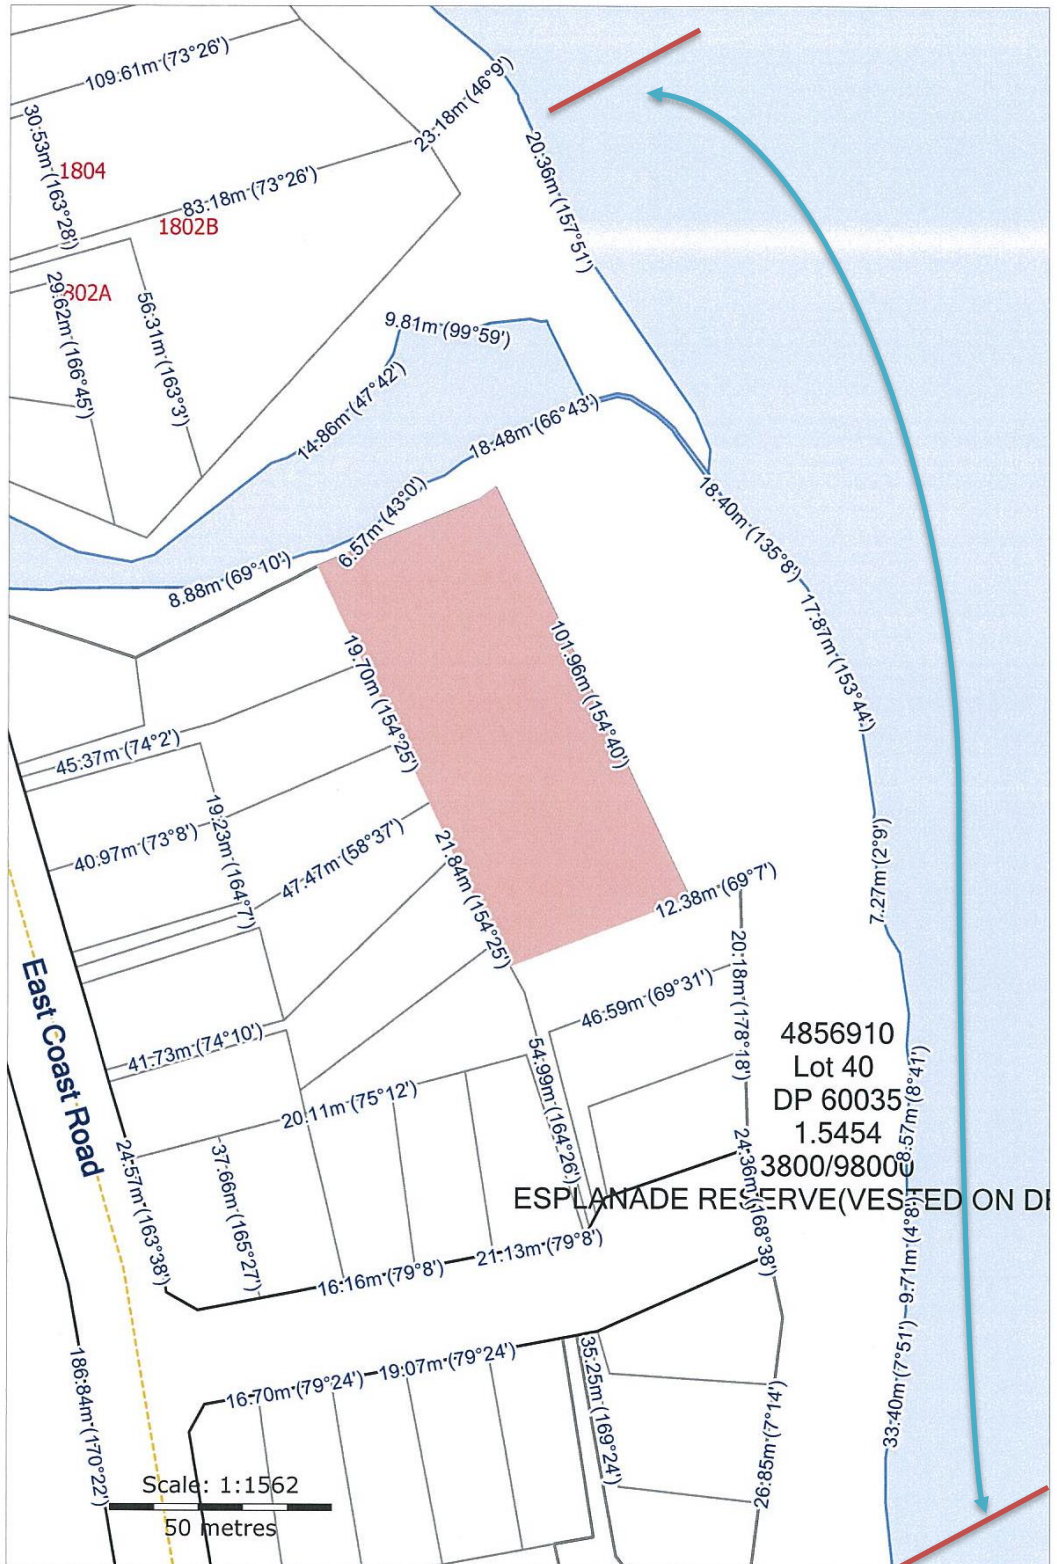 109.61m (73°26')
23.18m (46°9')
30.53m (163°28')
1804
20.36m (157°51')
83.18m (73°26')
1802B
802A
29.62m (166°45')
56.31m (163°3')
9.81m (99°59')
14.86m (47°42')
18.48m (66°43')
6.57m (43°0')
18.40m (135°8')
8.88m (69°10')
17.87m (153°44')
101.96m (154°40')
19.70m (154°25')
45.37m (74°2')
19.23m (164°7')
40.97m (73°8')
47.47m (58°37')
21.84m (154°25')
7.27m (2°9')
12.38m (69°7')
East Coast Road
20.18m (178°18')
46.59m (69°31')
41.73m (74°10')
54.99m (164°26')
4856910
Lot 40
DP 60035
1.5454
3800/98000
ESPLANADE RESERVE(VESTED ON DE
8.57m (8°41')
20.11m (75°12')
24.57m (163°38')
37.66m (165°27')
24.36m (168°38')
9.71m (4°8')
21.13m (79°8')
16.16m (79°8')
33.40m (7°51')
186.84m (170°22')
19.07m (79°24')
16.70m (79°24')
35.25m (169°24')
26.85m (7°14')
Scale: 1:1562
50 metres